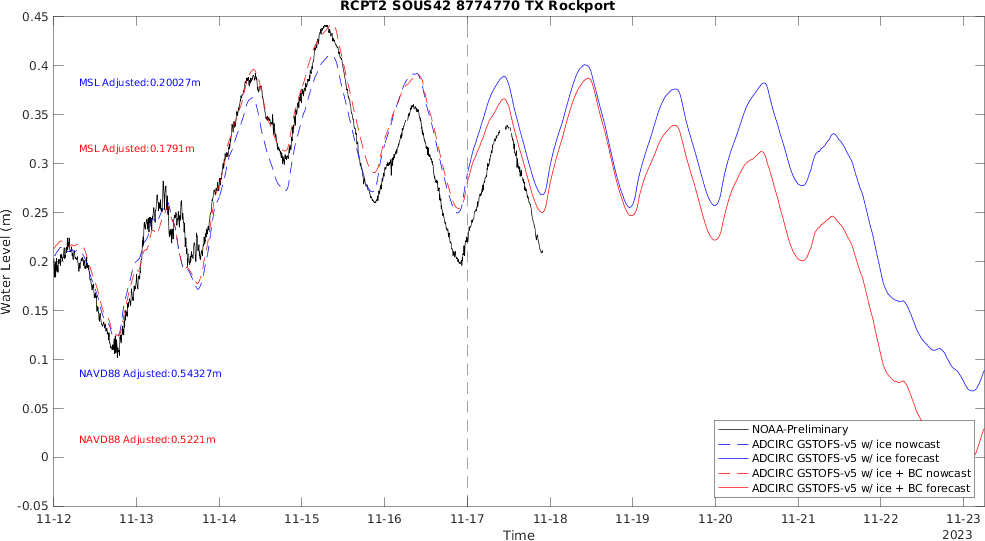 RCPT2 SOUS42 8774770 TX Rockport
0.45
0.4
0.35
0.3
0.25
0.2
0.15
0.1
0.05
0
-0.05
Water Level (m)
MSL Adjusted:0.20027m
MSL Adjusted:0.1791m
NAVD88 Adjusted:0.54327m
NAVD88 Adjusted:0.5221m
NOAA-Preliminary
ADCIRC GSTOFS-v5 w/ ice nowcast
ADCIRC GSTOFS-v5 w/ ice forecast
ADCIRC GSTOFS-v5 w/ ice + BC nowcast
ADCIRC GSTOFS-v5 w/ ice + BC forecast
11-12 11-13 11-14 11-15 11-16 11-17 11-18 11-19 11-20 11-21 11-22 11-23
Time
2023